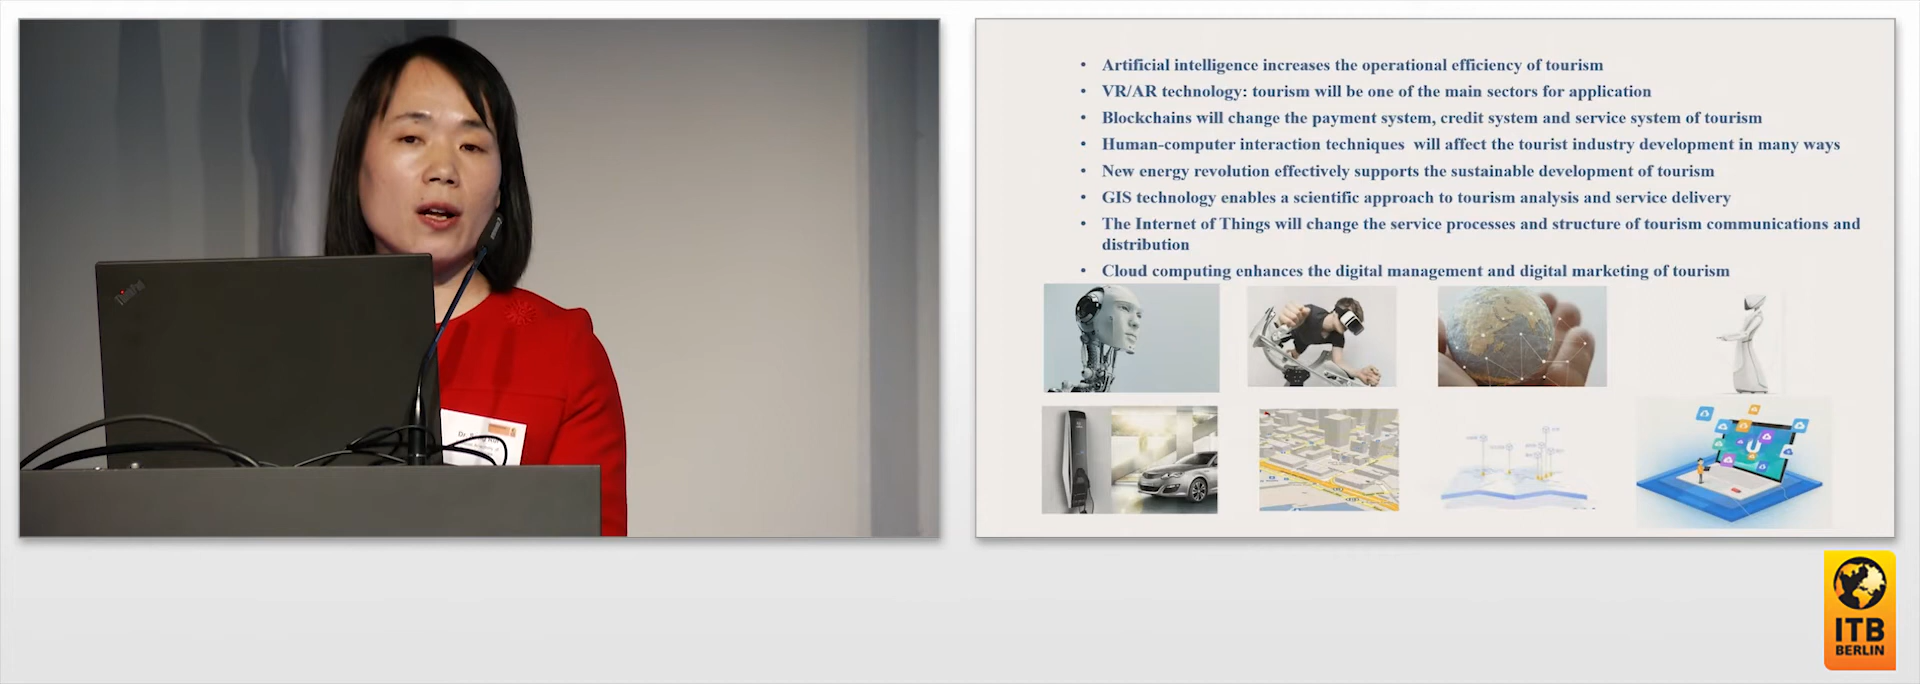 ThinkPad
Dr.
• Artificial intelligence increases the operational efficiency of tourism
• VR/AR technology: tourism will be one of the main sectors for application
• Blockchains will change the payment system, credit system and service system of tourism
• Human-computer interaction techniques  will affect the tourist industry development in many ways
• New energy revolution effectively supports the sustainable development of tourism
• GIS technology enables a scientific approach to tourism analysis and service delivery
• The Internet of Things will change the service processes and structure of tourism communications and
distribution
• Cloud computing enhances the digital management and digital marketing of tourism
ITB
BERLIN